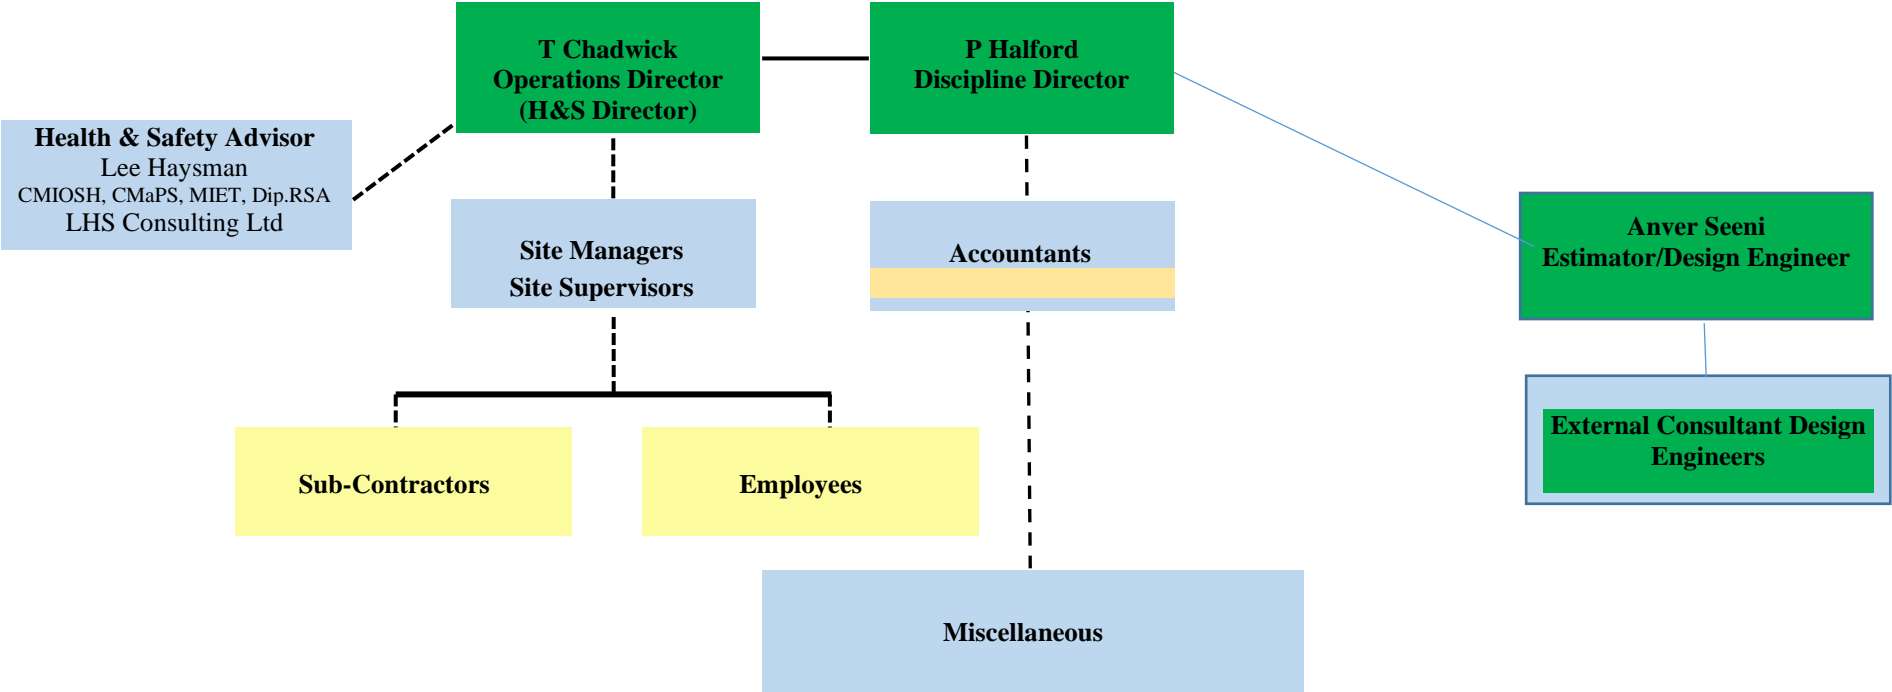 T Chadwick
Operations Director
(H&S Director)
P Halford
Discipline Director
Health & Safety Advisor
Lee Haysman
CMIOSH, CMaPS, MIET, Dip.RSA
LHS Consulting Ltd
Site Managers
Site Supervisors
Accountants
Anver Seeni
Estimator/Design Engineer
External Consultant Design
Engineers
Sub-Contractors
Employees
Miscellaneous